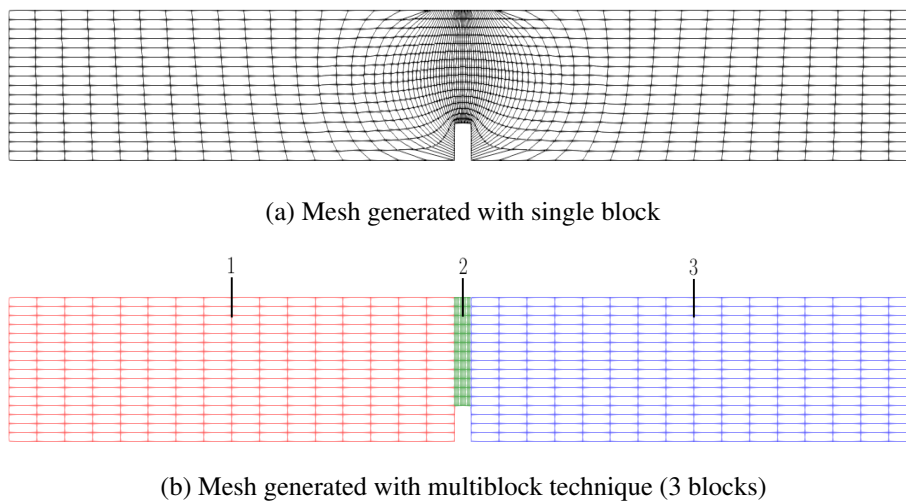 (a) Mesh generated with single block
1 2 3
(b) Mesh generated with multiblock technique (3 blocks)